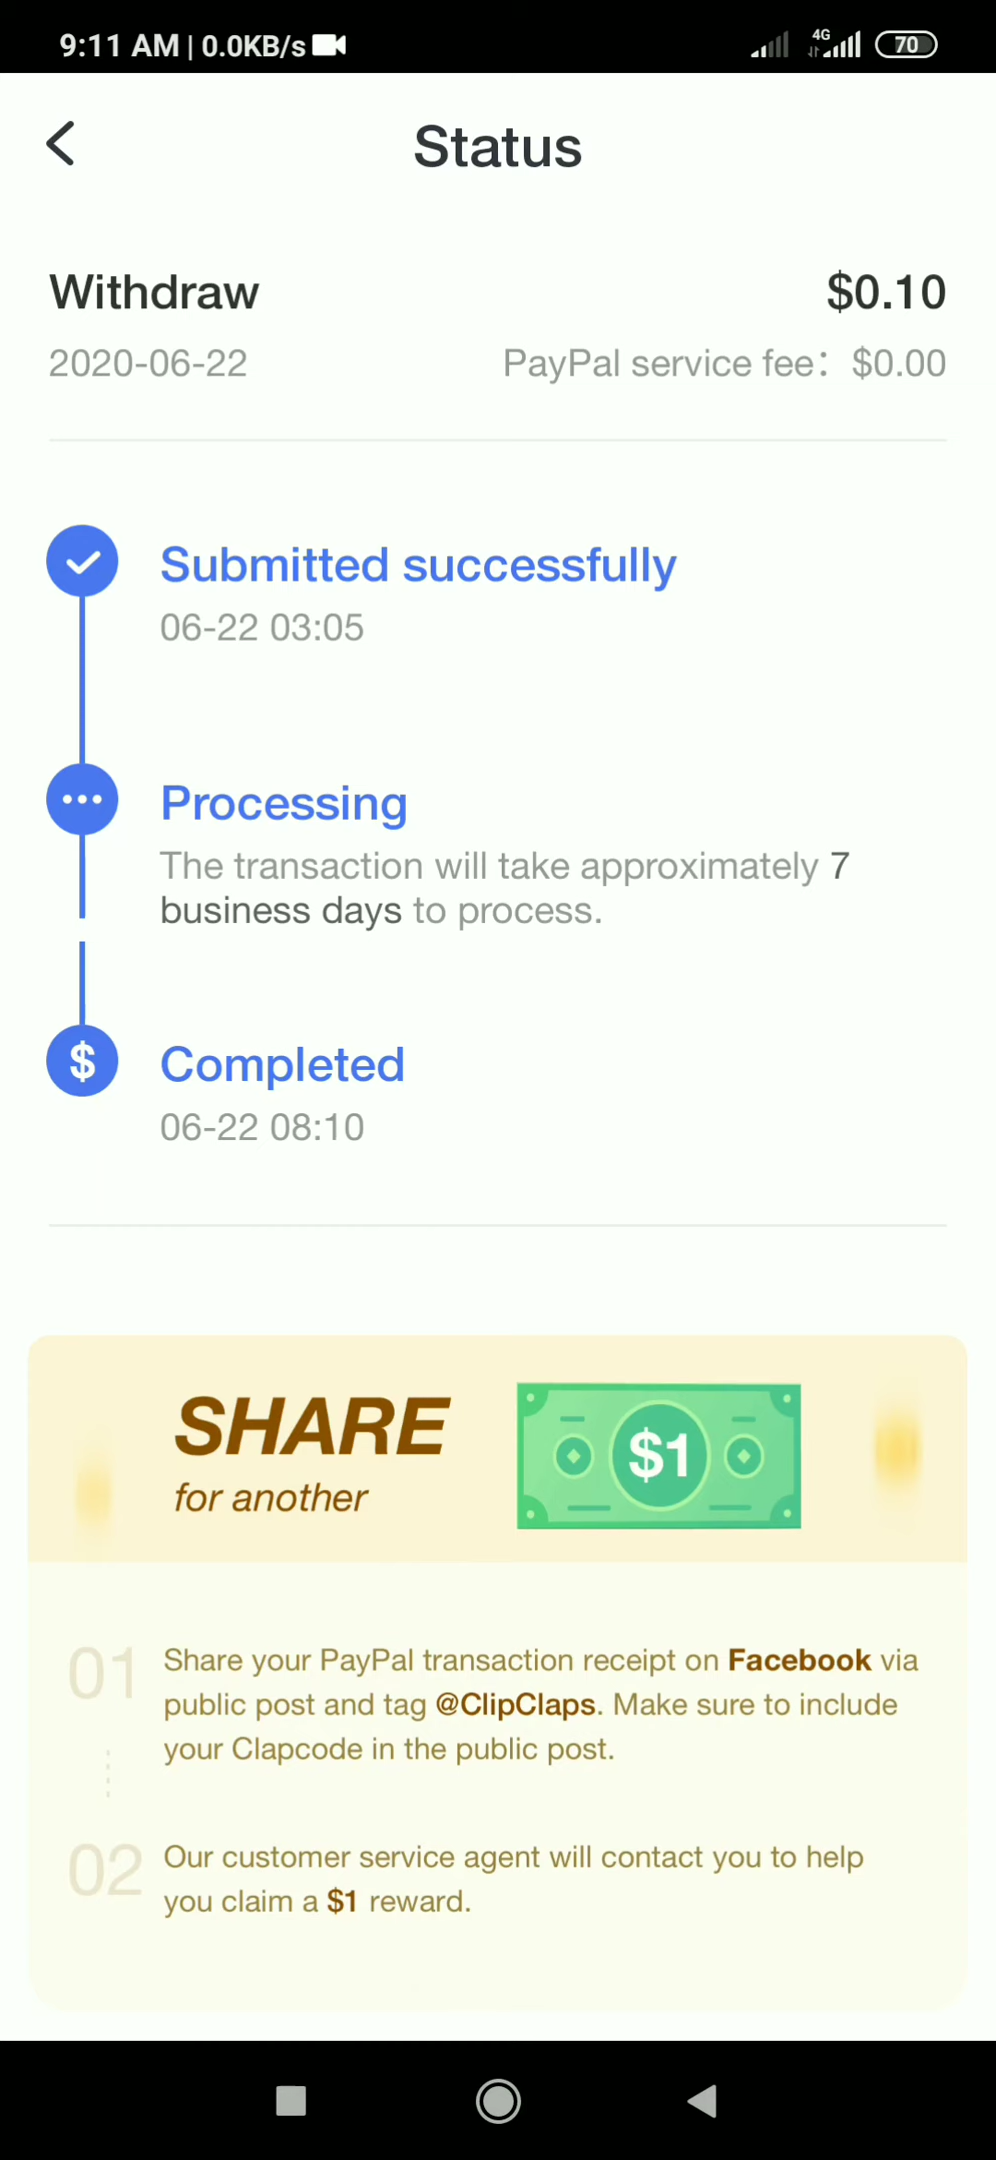 9:11 AM | 0.0KB/s
4G
70
Status
Withdraw
$0.10
2020-06-22
PayPal service fee： $0.00
Submitted successfully
06-22 03:05
Processing
The transaction will take approximately 7
business days to process.
$
Completed
06-22 08:10
SHARE
for another
$1
01
Share your PayPal transaction receipt on Facebook via
public post and tag @ClipClaps. Make sure to include
your Clapcode in the public post.
02
Our customer service agent will contact you to help
you claim a $1 reward.